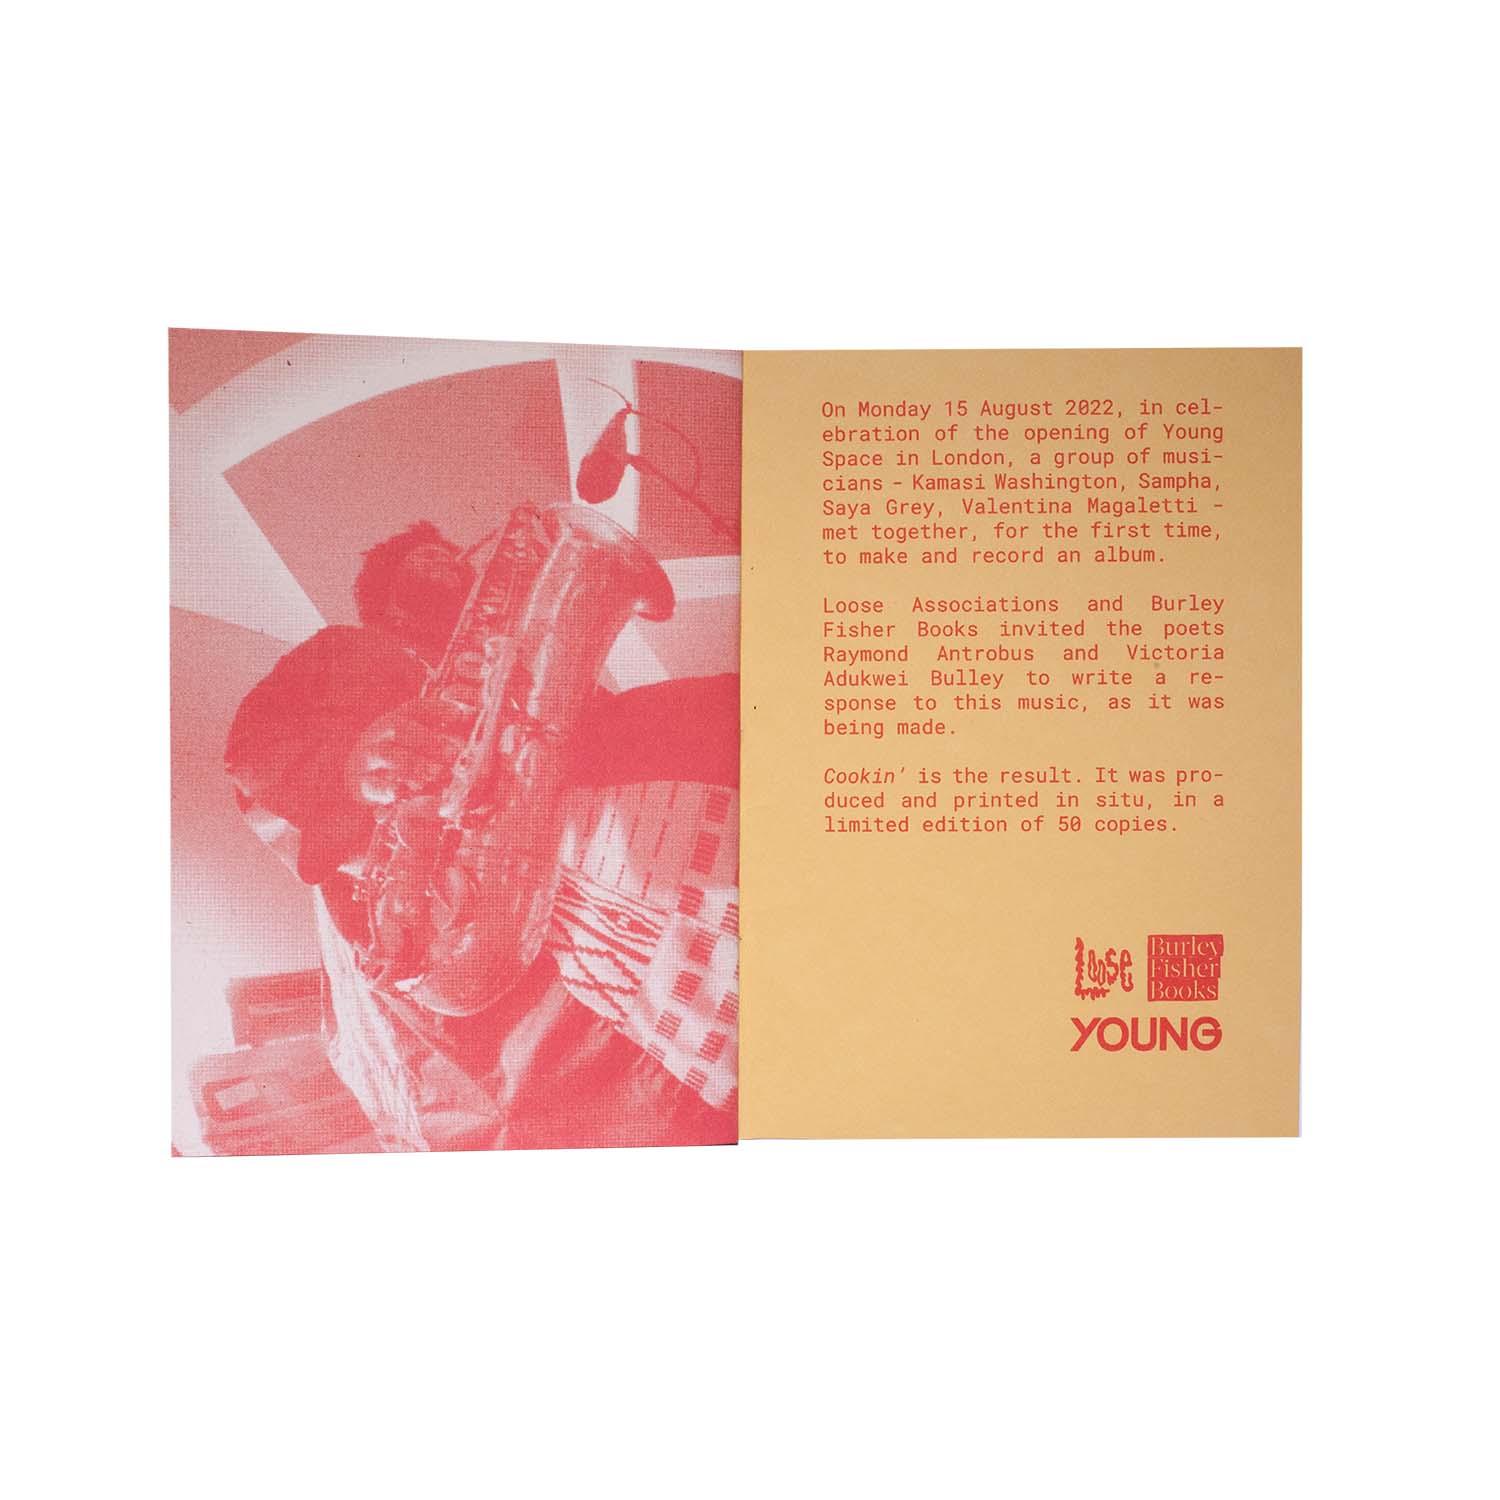 On Monday 15 August 2022, in cel-
ebration of the opening of Young
Space in London, a group of musi-
cians – Kamasi Washington, Sampha,
Saya Grey, Valentina Magaletti –
met together, for the first time,
to make and record an album.
Loose Associations and Burley
Fisher Books invited the poets
Raymond Antrobus and Victoria
Adukwei Bulley to write a re-
sponse to this music, as it was
being made.
Cookin’ is the result. It was pro-
duced and printed in situ, in a
limited edition of 50 copies.
Loose
Burley
Fisher
Books
YOUNG